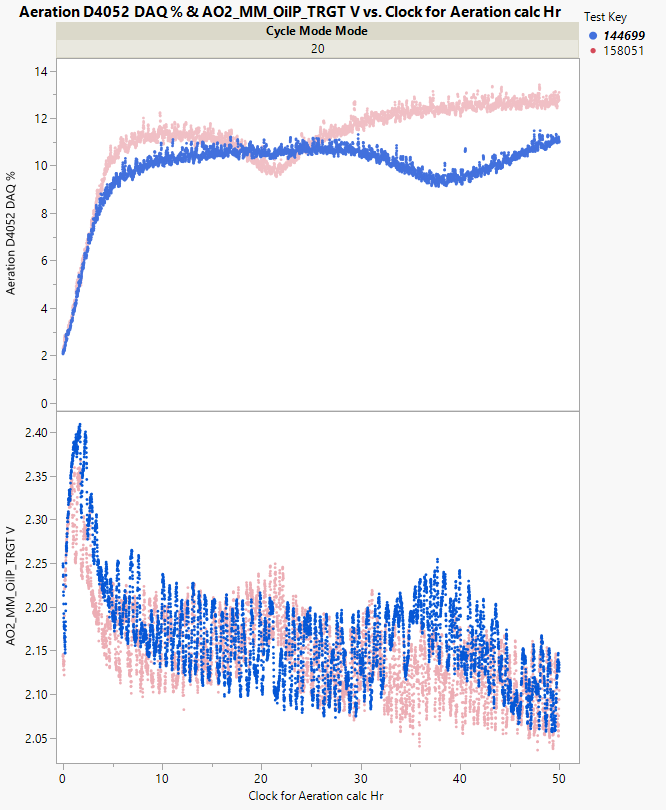 Aeration D4052 DAQ % & AO2_MM_OilP_TRGT V vs. Clock for Aeration calc Hr
Test Key
144699
158051
Cycle Mode Mode
20
14
12
10
8
6
4
2
0
Aeration D4052 DAQ %
2.40
2.35
2.30
2.25
2.20
2.15
2.10
2.05
AO2_MM_OilP_TRGT V
0 10 20 30 40 50
Clock for Aeration calc Hr